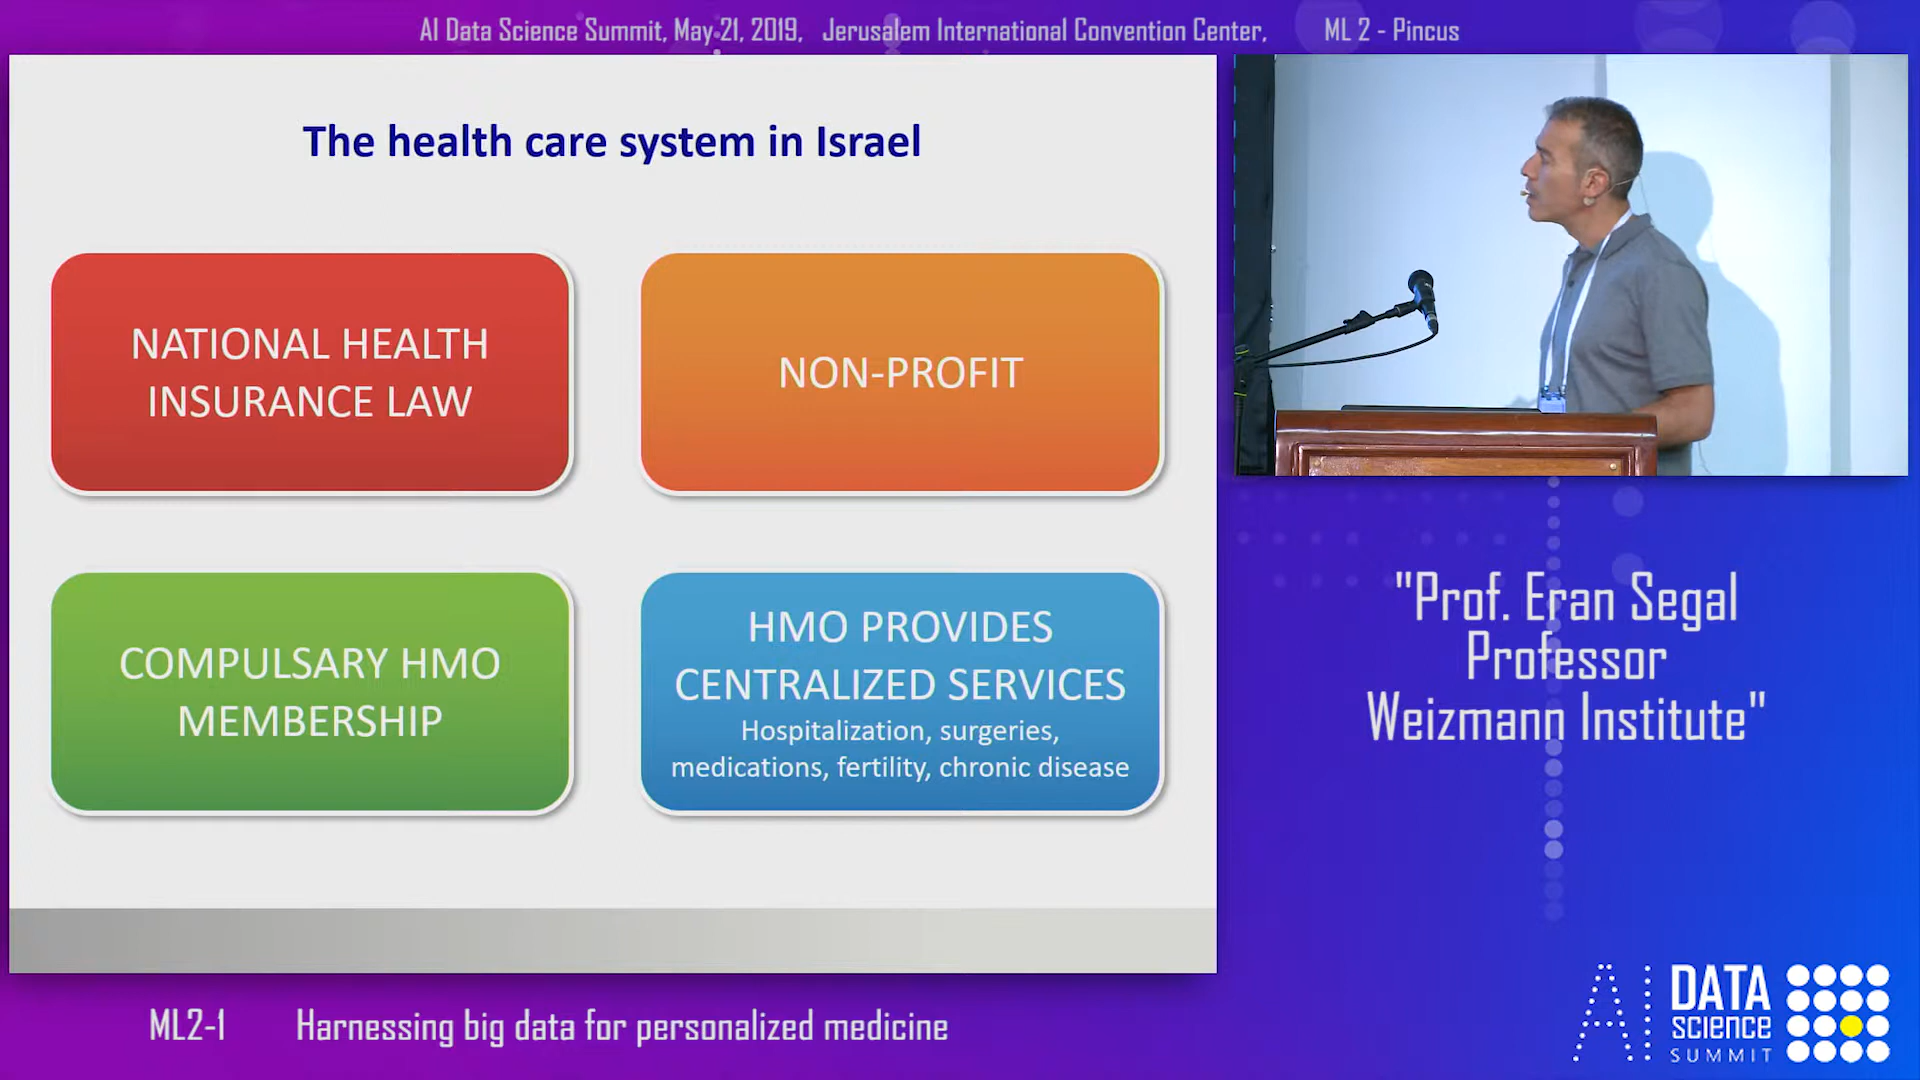 AI Data Science Summit, May 21, 2019, Jerusalem International Convention Center, ML 2 - Pincus
The health care system in Israel
NATIONAL HEALTH
INSURANCE LAW
NON-PROFIT
COMPULSARY HMO
MEMBERSHIP
HMO PROVIDES
CENTRALIZED SERVICES
Hospitalization, surgeries,
medications, fertility, chronic disease
"Prof. Eran Segal
Professor
Weizmann Institute"
ML2-1 Harnessing big data for personalized medicine
AI DATA
SCIENCE
SUMMIT